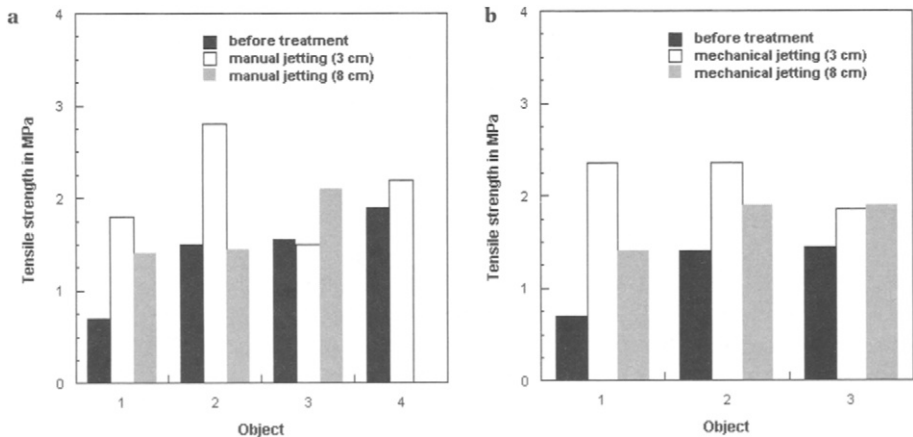 a
4
3
2
1
0
Tensile strength in MPa
before treatment
manual jetting (3 cm)
manual jetting (8 cm)
1 2 3 4
Object
b
4
3
2
1
0
Tensile strength in MPa
before treatment
mechanical jetting (3 cm)
mechanical jetting (8 cm)
1 2 3
Object